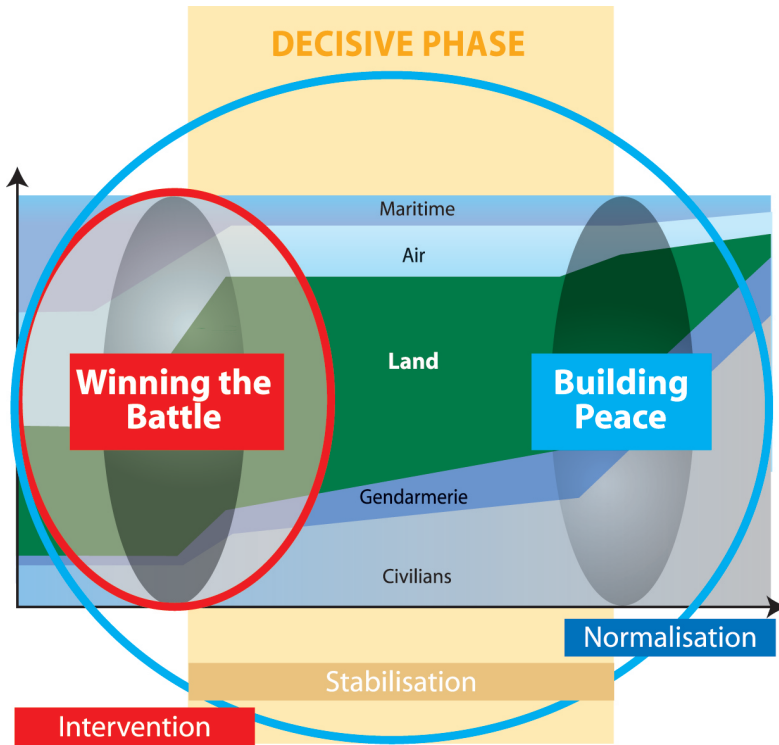 DECISIVE PHASE
Maritime
Air
Land
Winning the
Battle
Building
Peace
Gendarmerie
Civilians
Normalisation
Stabilisation
Intervention